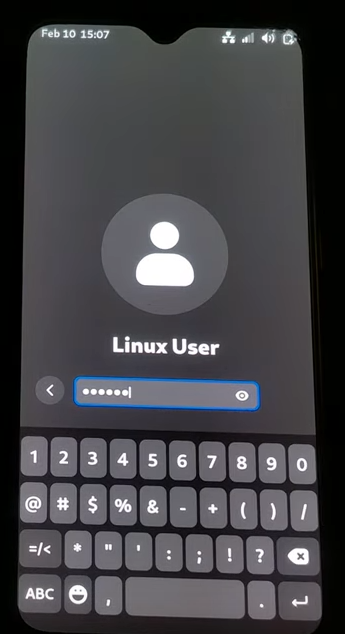 Feb 10 15:07
Linux User
••••••
1 2 3 4 5 6 7 8 9 0
@ # $ % & - + ( ) /
=/< * " ' : ; ! ?
ABC , .